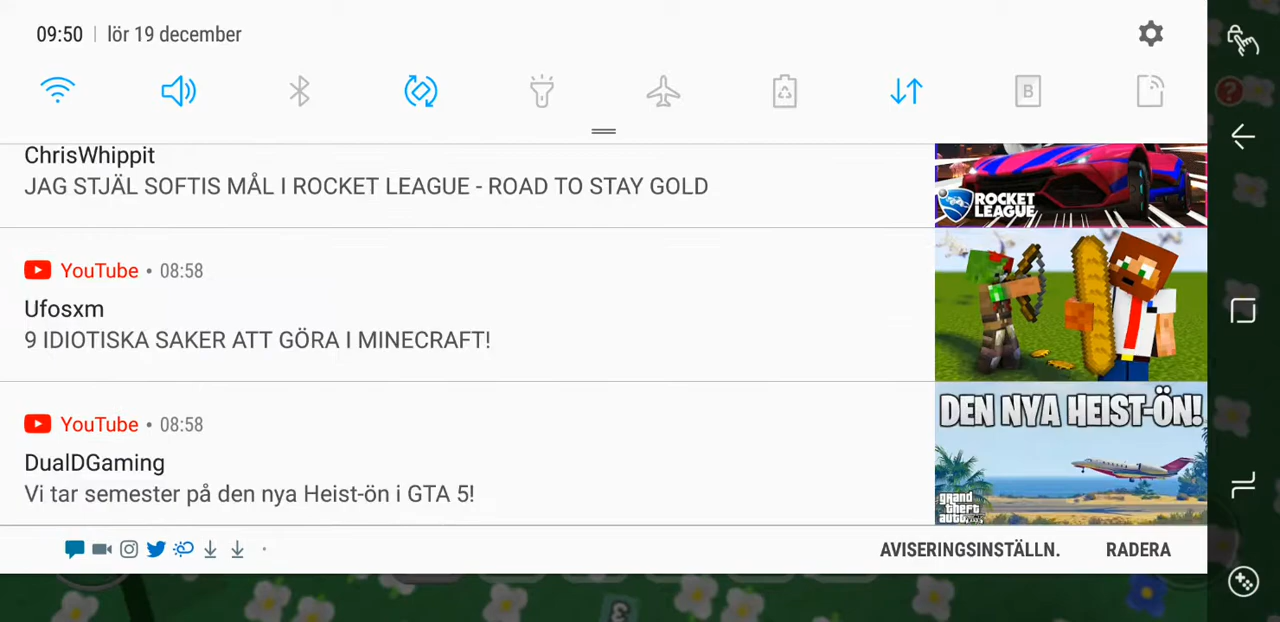 09:50 | lör 19 december
B
ChrisWhippit
JAG STJÄL SOFTIS MÅL I ROCKET LEAGUE - ROAD TO STAY GOLD
ROCKET
LEAGUE
YouTube • 08:58
Ufosxm
9 IDIOTISKA SAKER ATT GÖRA I MINECRAFT!
YouTube • 08:58
DualDGaming
Vi tar semester på den nya Heist-ön i GTA 5!
DEN NYA HEIST-ÖN!
grand
theft
auto
AVISERINGSINSTÄLLN.
RADERA
?
3